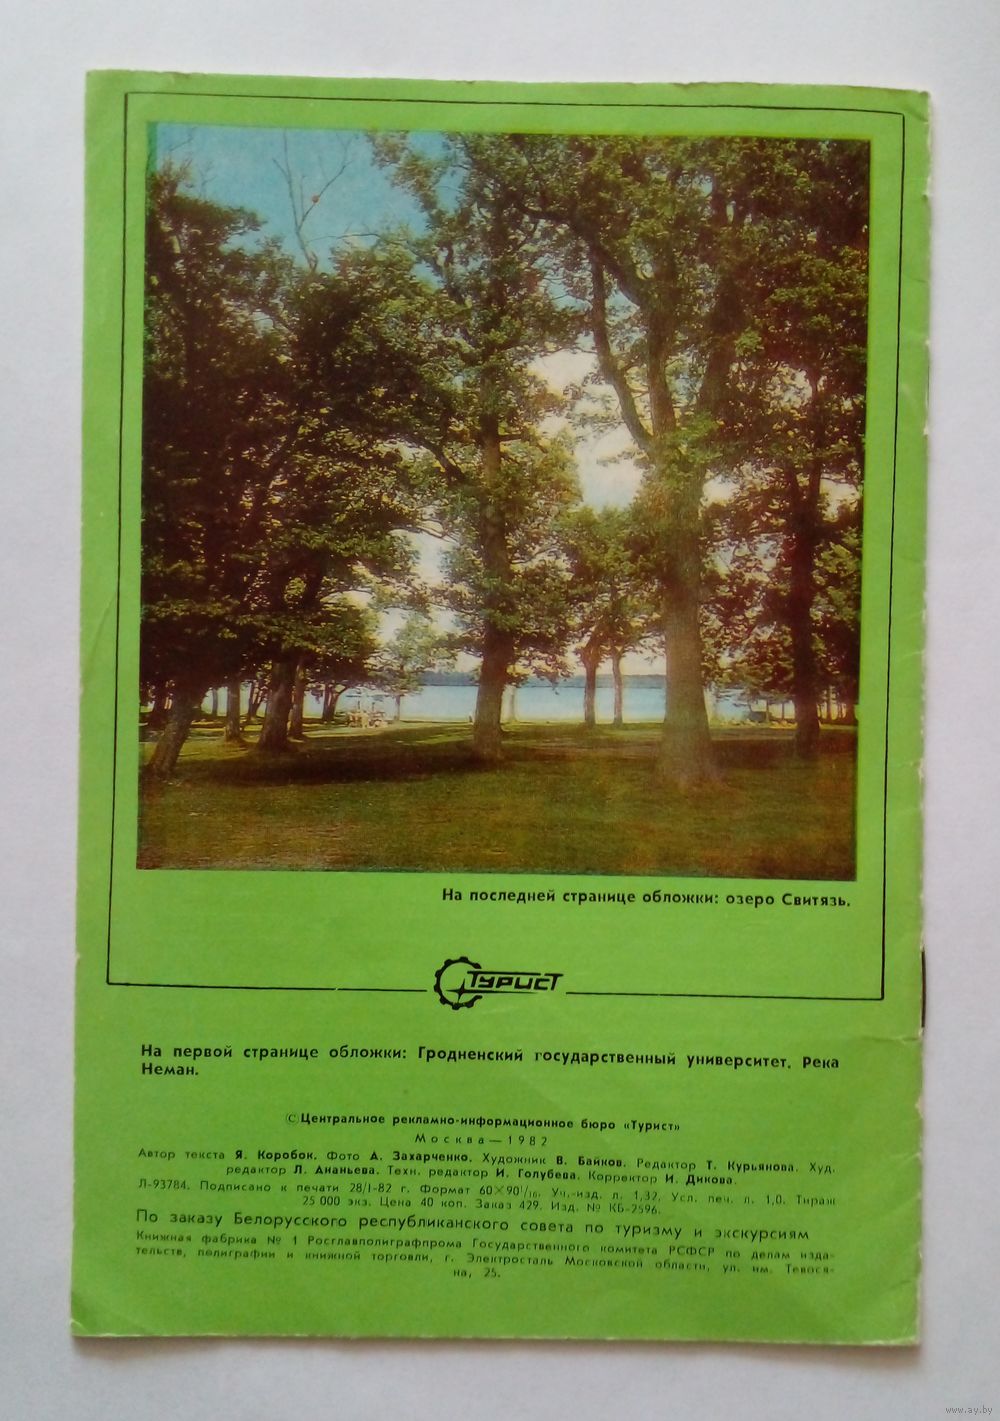 На последней странице обложки: озеро Свитязь.
ТУРИСТ
На первой странице обложки: Гродненский государственный университет. Река
Неман.
© Центральное рекламно-информационное бюро «Турист»
Москва — 1982
Автор текста Я. Коробок. Фото А. Захарченко. Художник В. Байков. Редактор Т. Курьянова. Худ.
редактор Л. Ананьева. Техн. редактор И. Голубева. Корректор И. Дикова.
Л-93784. Подписано к печати 28/I-82 г. Формат 60×90¹/₁₆. Уч.-изд. л. 1,32. Усл. печ. л. 1,0. Тираж
25 000 экз. Цена 40 коп. Заказ 429. Изд. № КБ-2596.
По заказу Белорусского республиканского совета по туризму и экскурсиям
Книжная фабрика № 1 Росглавполиграфпрома Государственного комитета РСФСР по делам изда-
тельств, полиграфии и книжной торговли, г. Электросталь Московской области, ул. им. Тевося-
на, 25.
www.ay.by